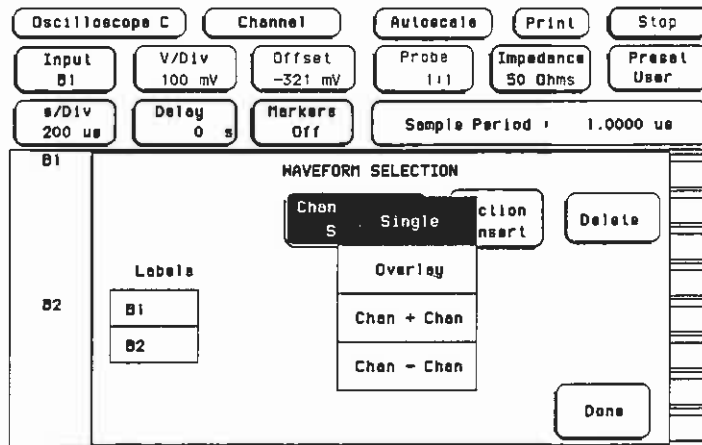 Oscilloscope C Channel Autoscale Print Stop
Input V/Div Offset Probe Impedance Preset
B1 100 mV -321 mV 1:1 50 Ohms User
s/Div Delay Markers Sample Period : 1.0000 us
200 us 0 s Off
B1
WAVEFORM SELECTION
Chan Single ction Delete
S nsert
Overlay
Labels
B2 B1 Chan + Chan
B2
Chan - Chan
Done